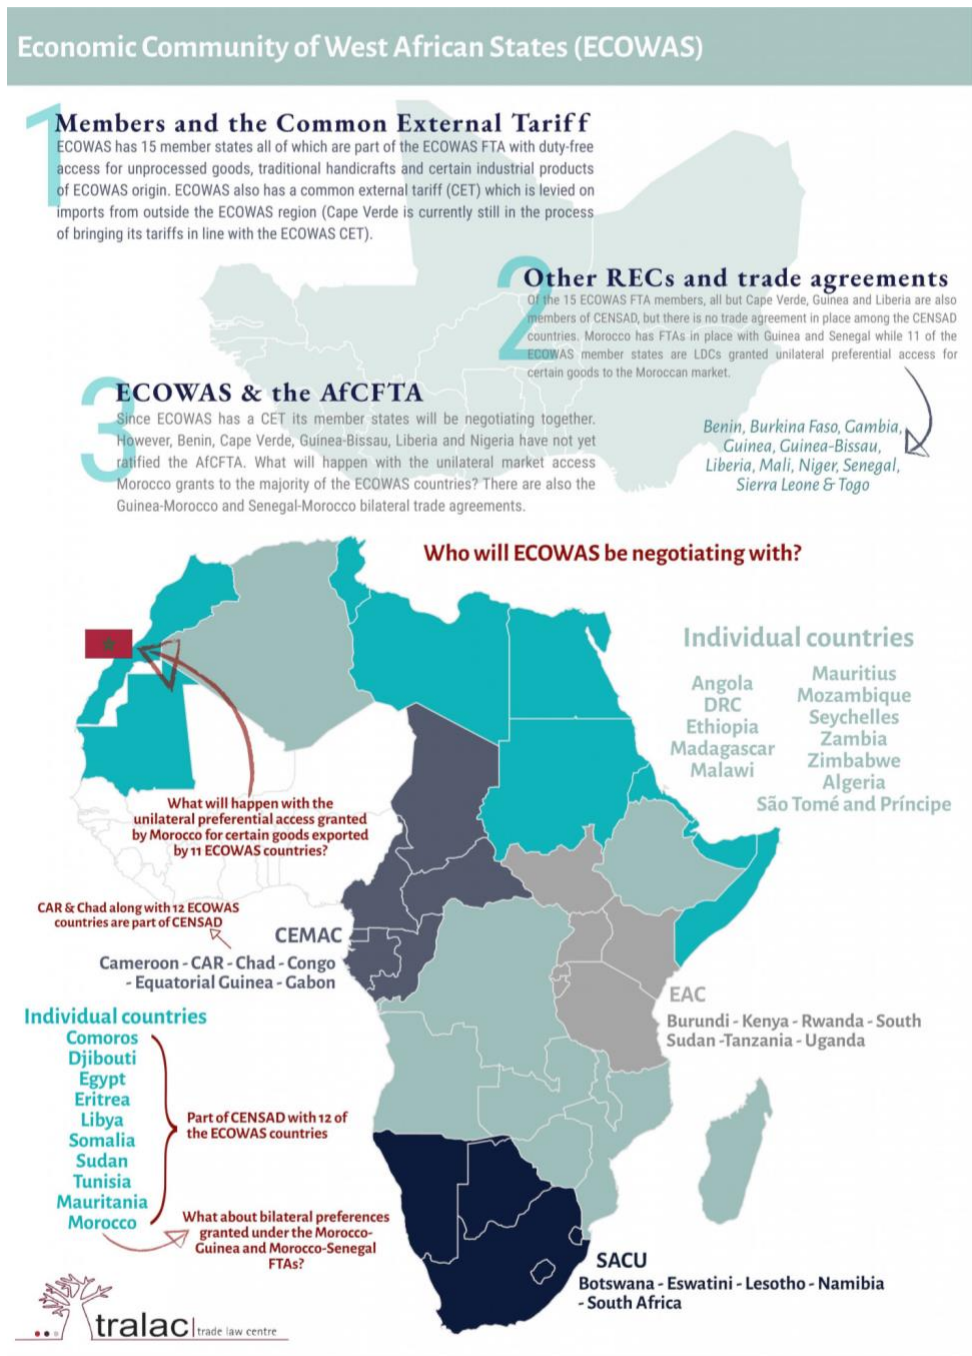 Economic Community of West African States (ECOWAS)
1
Members and the Common External Tariff
ECOWAS has 15 member states all of which are part of the ECOWAS FTA with duty-free
access for unprocessed goods, traditional handicrafts and certain industrial products
of ECOWAS origin. ECOWAS also has a common external tariff (CET) which is levied on
imports from outside the ECOWAS region (Cape Verde is currently still in the process
of bringing its tariffs in line with the ECOWAS CET).
2
Other RECs and trade agreements
Of the 15 ECOWAS FTA members, all but Cape Verde, Guinea and Liberia are also
members of CENSAD, but there is no trade agreement in place among the CENSAD
countries. Morocco has FTAs in place with Guinea and Senegal while 11 of the
ECOWAS member states are LDCs granted unilateral preferential access for
certain goods to the Moroccan market.
Benin, Burkina Faso, Gambia,
Guinea, Guinea-Bissau,
Liberia, Mali, Niger, Senegal,
Sierra Leone & Togo
3
ECOWAS & the AfCFTA
Since ECOWAS has a CET its member states will be negotiating together.
However, Benin, Cape Verde, Guinea-Bissau, Liberia and Nigeria have not yet
ratified the AfCFTA. What will happen with the unilateral market access
Morocco grants to the majority of the ECOWAS countries? There are also the
Guinea-Morocco and Senegal-Morocco bilateral trade agreements.
Who will ECOWAS be negotiating with?
Individual countries
Angola
DRC
Ethiopia
Madagascar
Malawi
Mauritius
Mozambique
Seychelles
Zambia
Zimbabwe
Algeria
São Tomé and Príncipe
What will happen with the
unilateral preferential access granted
by Morocco for certain goods exported
by 11 ECOWAS countries?
CAR & Chad along with 12 ECOWAS
countries are part of CENSAD
CEMAC
Cameroon - CAR - Chad - Congo
- Equatorial Guinea - Gabon
EAC
Burundi - Kenya - Rwanda - South
Sudan -Tanzania - Uganda
Individual countries
Comoros
Djibouti
Egypt
Eritrea
Libya
Somalia
Sudan
Tunisia
Mauritania
Morocco
Part of CENSAD with 12 of
the ECOWAS countries
What about bilateral preferences
granted under the Morocco-
Guinea and Morocco-Senegal
FTAs?
SACU
Botswana - Eswatini - Lesotho - Namibia
- South Africa
tralac | trade law centre